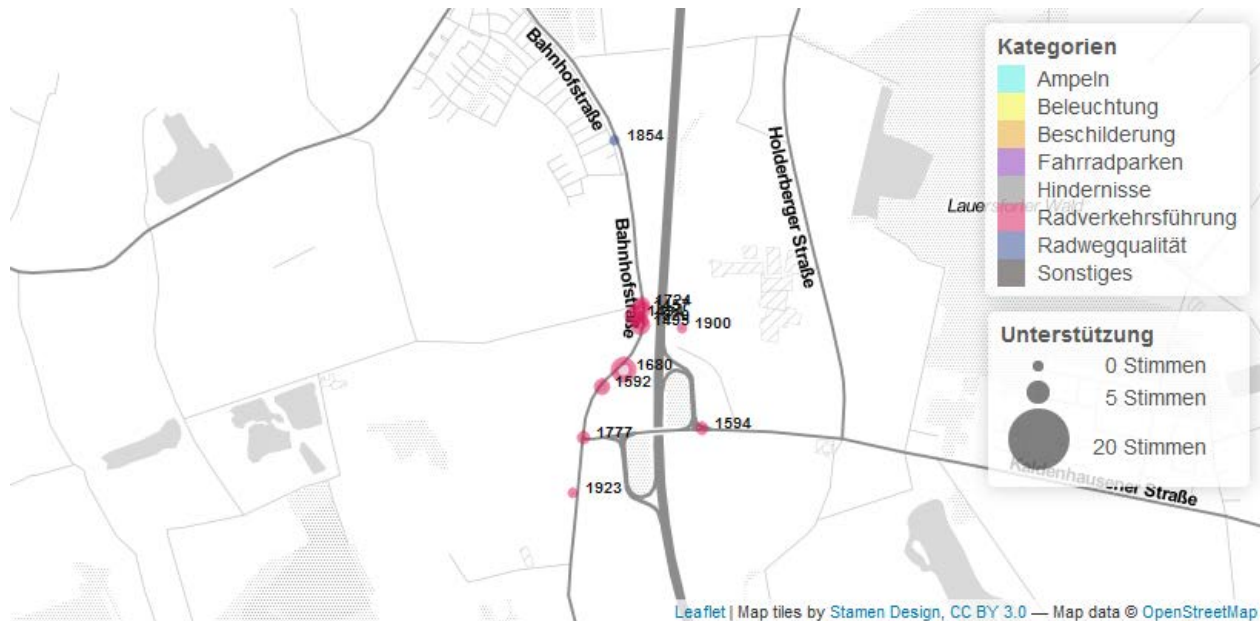 Bahnhofstraße
1854
Holderberger Straße
Bahnhofstraße
1724
1495
1900
1680
1592
1777
1594
1923
Kaldenhausener Straße
Kategorien
Ampeln
Beleuchtung
Beschilderung
Fahrradparken
Hindernisse
Radverkehrsführung
Radwegqualität
Sonstiges
Unterstützung
0 Stimmen
5 Stimmen
20 Stimmen
Leaflet | Map tiles by Stamen Design, CC BY 3.0 — Map data © OpenStreetMap